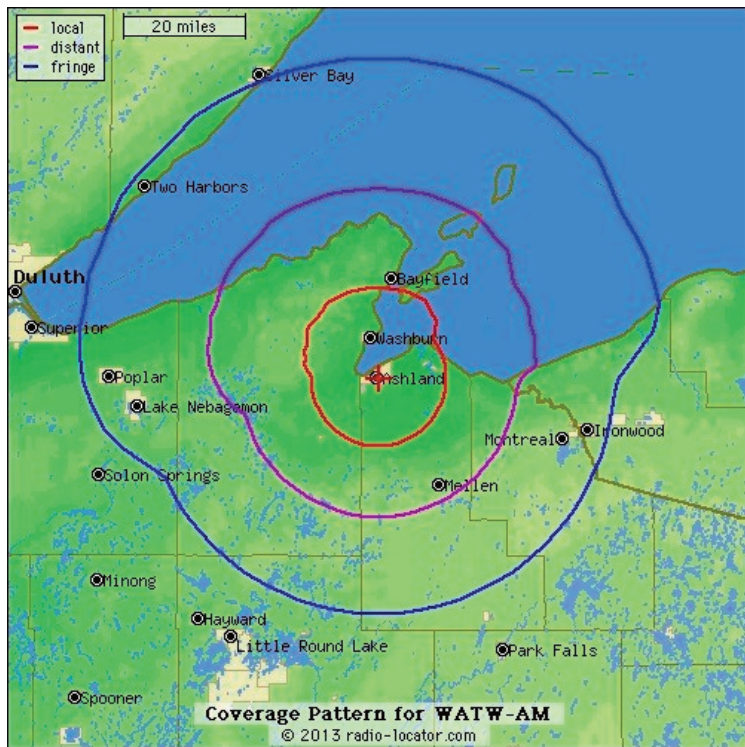 local
distant
fringe
20 miles
Silver Bay
Two Harbors
Duluth
Bayfield
Superior
Washburn
Poplar
Ashland
Lake Nebagamon
Ironwood
Montreal
Solon Springs
Mellen
Minong
Hayward
Little Round Lake
Park Falls
Spooner
Coverage Pattern for WATW-AM
© 2013 radio-locator.com